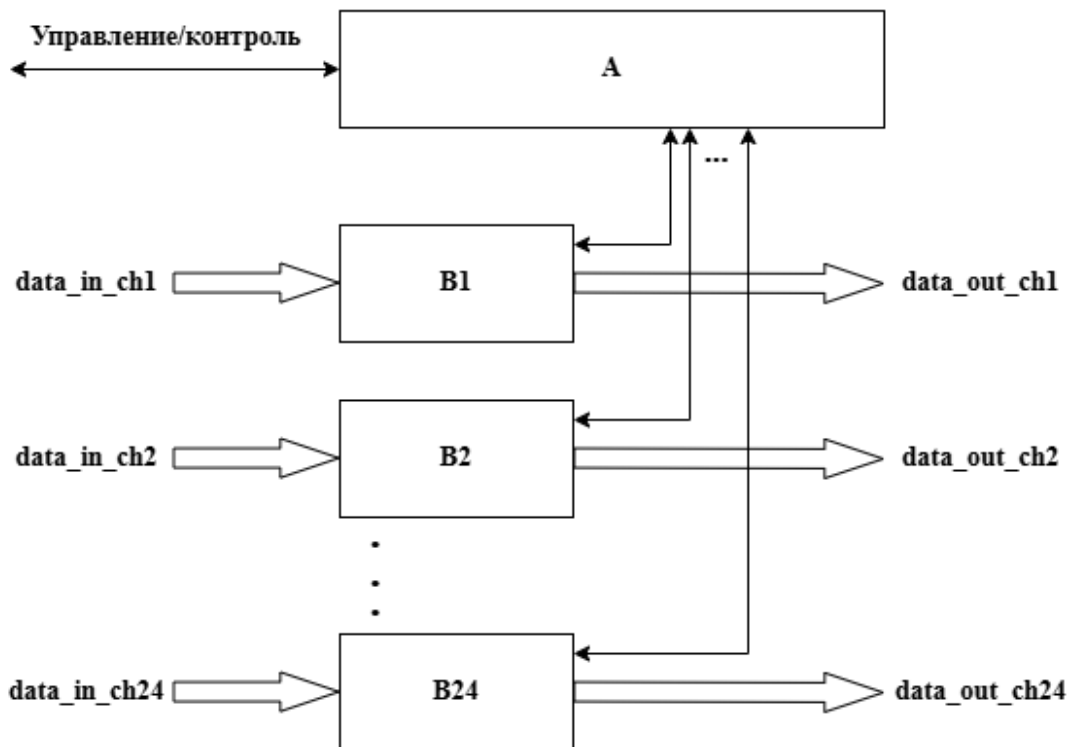 Управление/контроль
A
...
data_in_ch1
B1
data_out_ch1
data_in_ch2
B2
data_out_ch2
data_in_ch24
B24
data_out_ch24